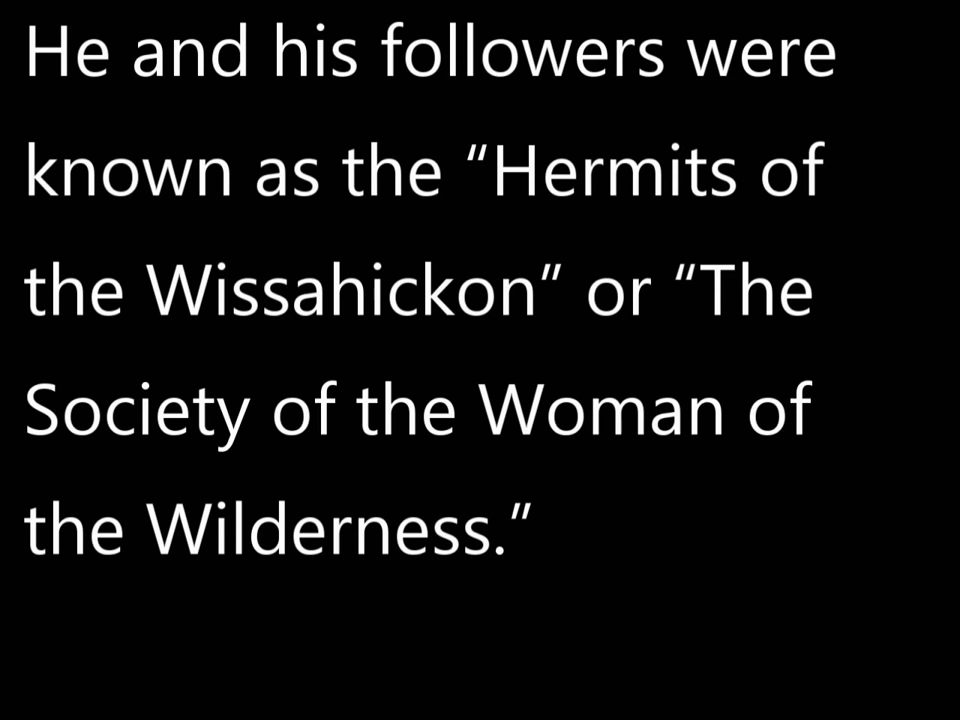 He and his followers were
known as the “Hermits of
the Wissahickon” or “The
Society of the Woman of
the Wilderness.”